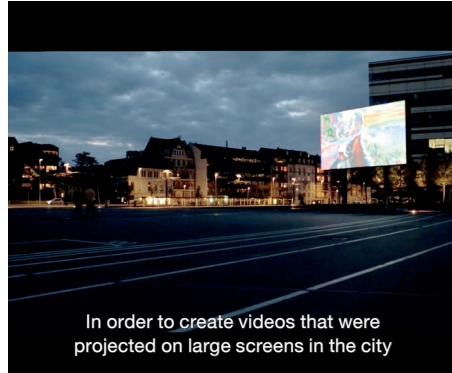 In order to create videos that were
projected on large screens in the city